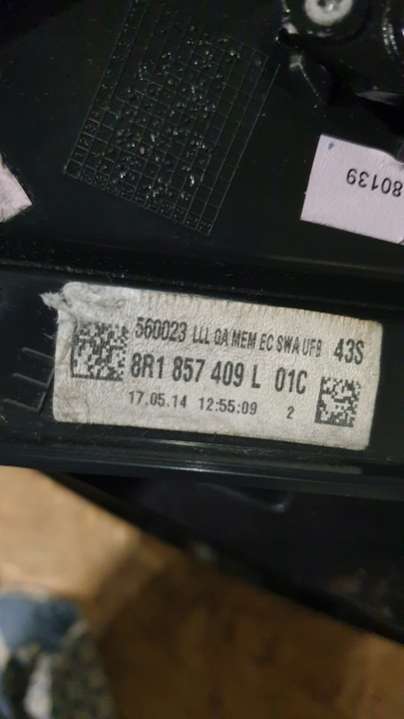 80139
560023 LLL GA MEM EC SWA UFB 43S
8R1 857 409 L 01C
17.05.14 12:55:09 2